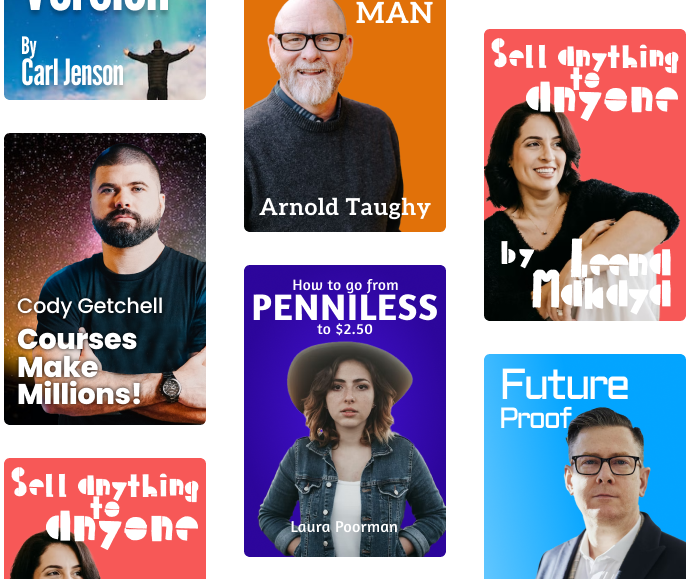 Version
By
Carl Jenson
Cody Getchell
Courses
Make
Millions!
Sell anything
to
anyone
MAN
Arnold Taughy
How to go from
PENNILESS
to $2.50
Laura Poorman
Sell anything
to
anyone
by Leena
Makaya
Future
Proof